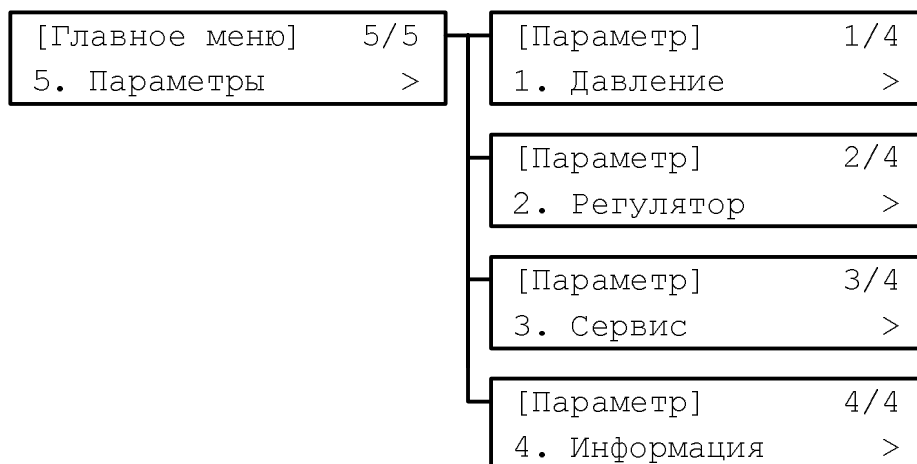 [Главное меню] 5/5
5. Параметры >
[Параметр] 1/4
1. Давление >
[Параметр] 2/4
2. Регулятор >
[Параметр] 3/4
3. Сервис >
[Параметр] 4/4
4. Информация >